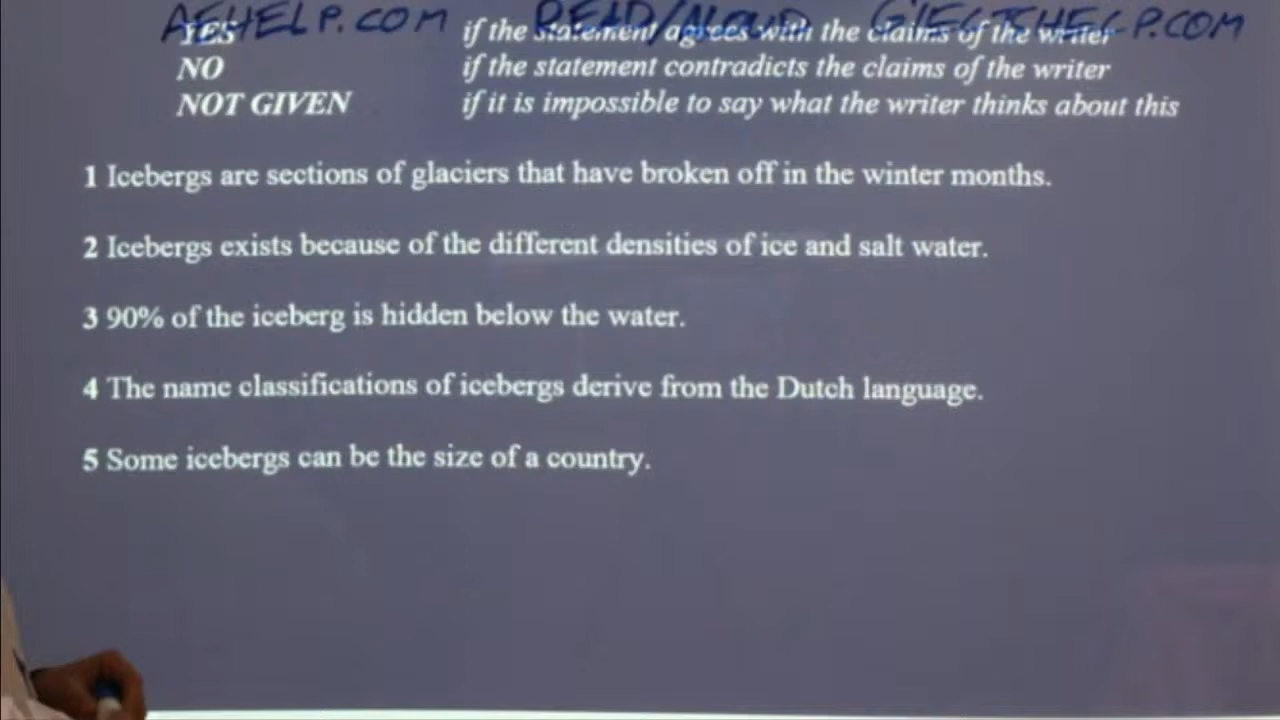 AEHELP.COM READ/ALOUD GIELTSHELP.COM
YES if the statement agrees with the claims of the writer
NO if the statement contradicts the claims of the writer
NOT GIVEN if it is impossible to say what the writer thinks about this
1 Icebergs are sections of glaciers that have broken off in the winter months.
2 Icebergs exists because of the different densities of ice and salt water.
3 90% of the iceberg is hidden below the water.
4 The name classifications of icebergs derive from the Dutch language.
5 Some icebergs can be the size of a country.